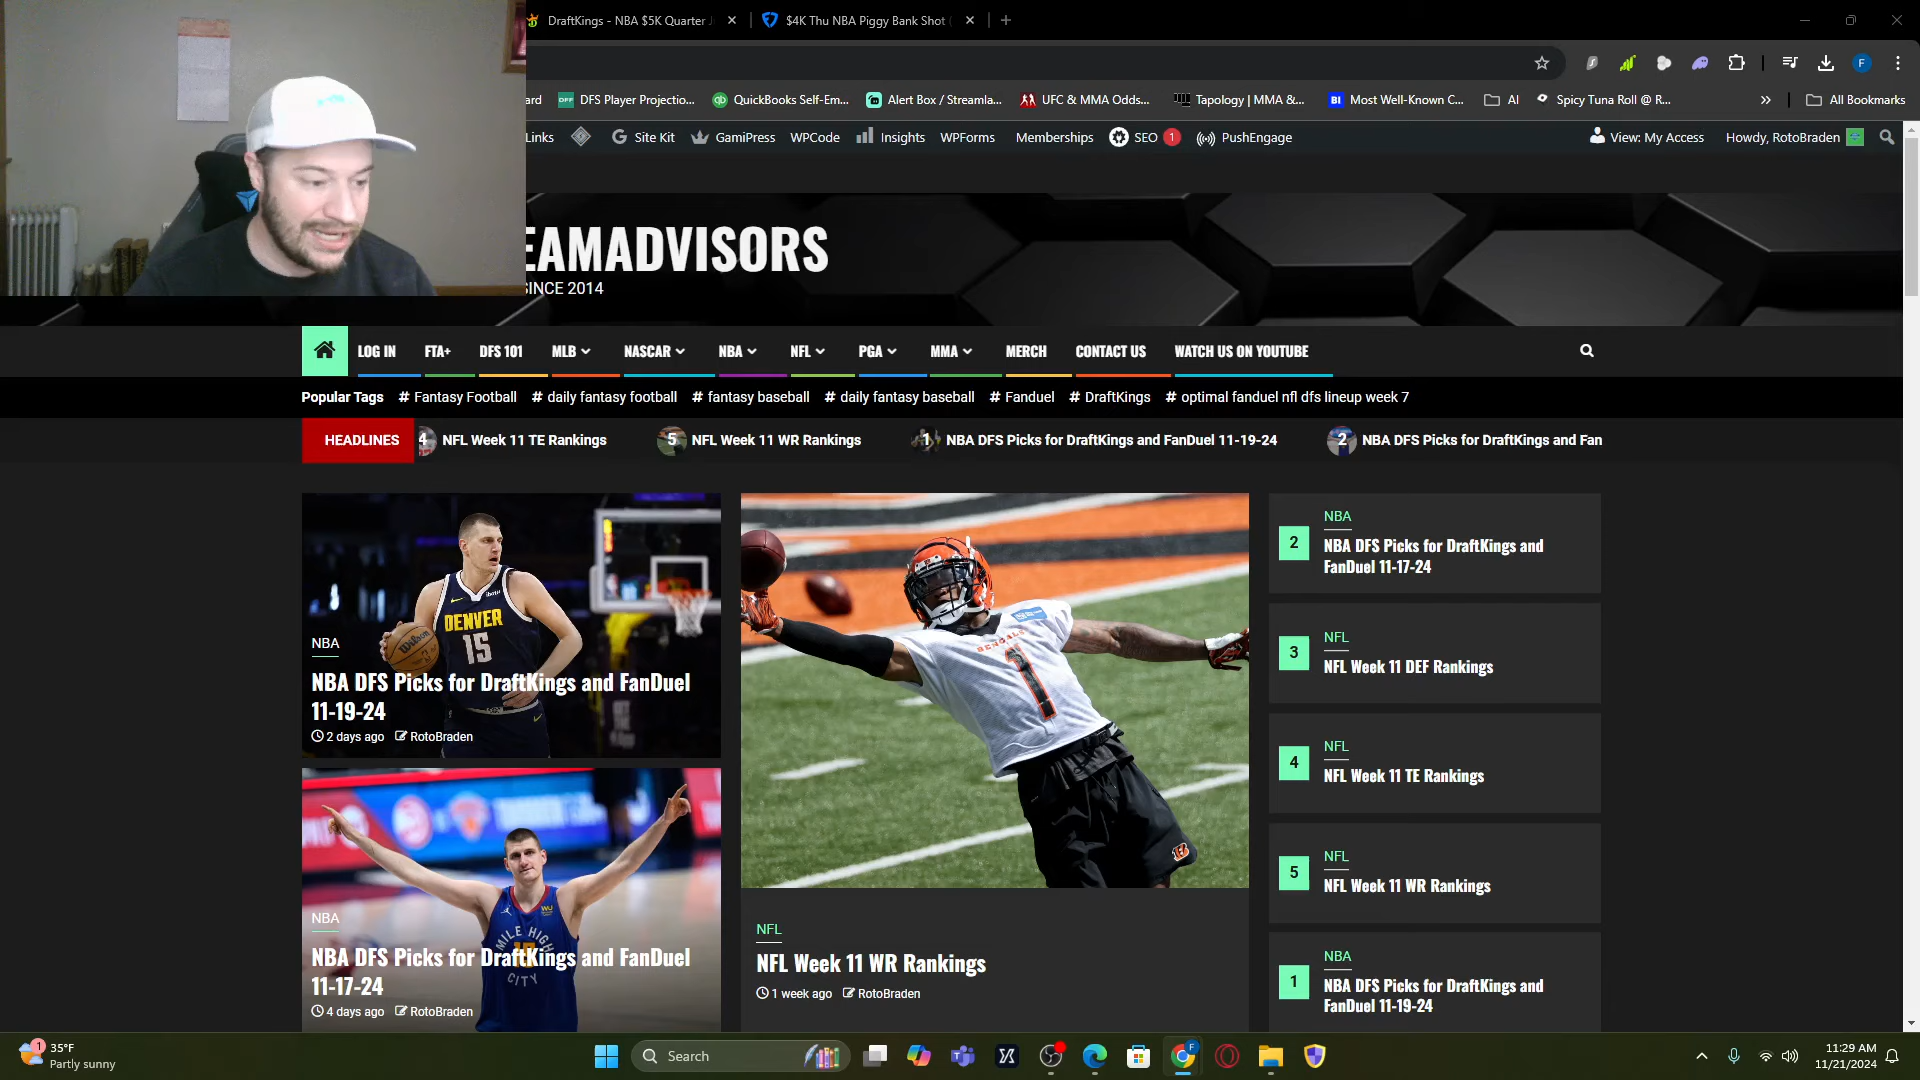 DraftKings - NBA $5K Quarter J
$4K Thu NBA Piggy Bank Shot
ard
DFS Player Projectio...
QuickBooks Self-Em...
Alert Box / Streamla...
UFC & MMA Odds...
Tapology | MMA &...
Most Well-Known C...
AI
Spicy Tuna Roll @ R...
All Bookmarks
Links
Site Kit
GamiPress
WPCode
Insights
WPForms
Memberships
SEO 1
PushEngage
View: My Access
Howdy, RotoBraden
EAMADVISORS
SINCE 2014
LOG IN
FTA+
DFS 101
MLB
NASCAR
NBA
NFL
PGA
MMA
MERCH
CONTACT US
WATCH US ON YOUTUBE
Popular Tags
# Fantasy Football
# daily fantasy football
# fantasy baseball
# daily fantasy baseball
# Fanduel
# DraftKings
# optimal fanduel nfl dfs lineup week 7
HEADLINES
4 NFL Week 11 TE Rankings
5 NFL Week 11 WR Rankings
1 NBA DFS Picks for DraftKings and FanDuel 11-19-24
2 NBA DFS Picks for DraftKings and Fan
DENVER
15
NBA
NBA DFS Picks for DraftKings and FanDuel
11-19-24
2 days ago RotoBraden
MILE HIGH
CITY
NBA
NBA DFS Picks for DraftKings and FanDuel
11-17-24
4 days ago RotoBraden
BENGALS
1
NFL
NFL Week 11 WR Rankings
1 week ago RotoBraden
2
NBA
NBA DFS Picks for DraftKings and
FanDuel 11-17-24
3
NFL
NFL Week 11 DEF Rankings
4
NFL
NFL Week 11 TE Rankings
5
NFL
NFL Week 11 WR Rankings
1
NBA
NBA DFS Picks for DraftKings and
FanDuel 11-19-24
35°F
Partly sunny
Search
11:29 AM
11/21/2024